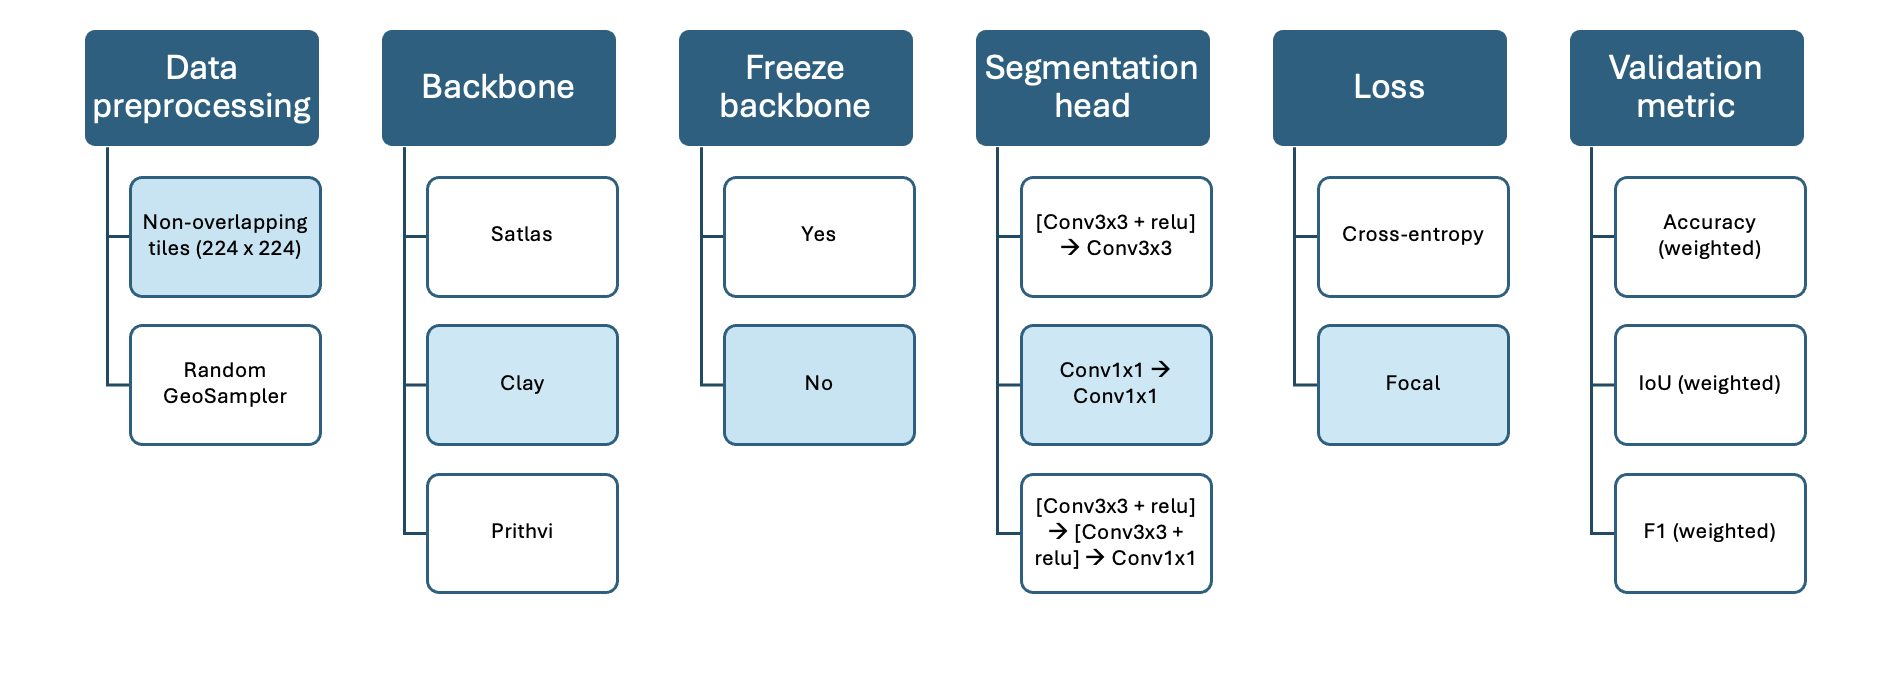 Data
preprocessing
Non-overlapping
tiles (224 x 224)
Random
GeoSampler
Backbone
Satlas
Clay
Prithvi
Freeze
backbone
Yes
No
Segmentation
head
[Conv3x3 + relu]
→ Conv3x3
Conv1x1 →
Conv1x1
[Conv3x3 + relu]
→ [Conv3x3 +
relu] → Conv1x1
Loss
Cross-entropy
Focal
Validation
metric
Accuracy
(weighted)
IoU (weighted)
F1 (weighted)